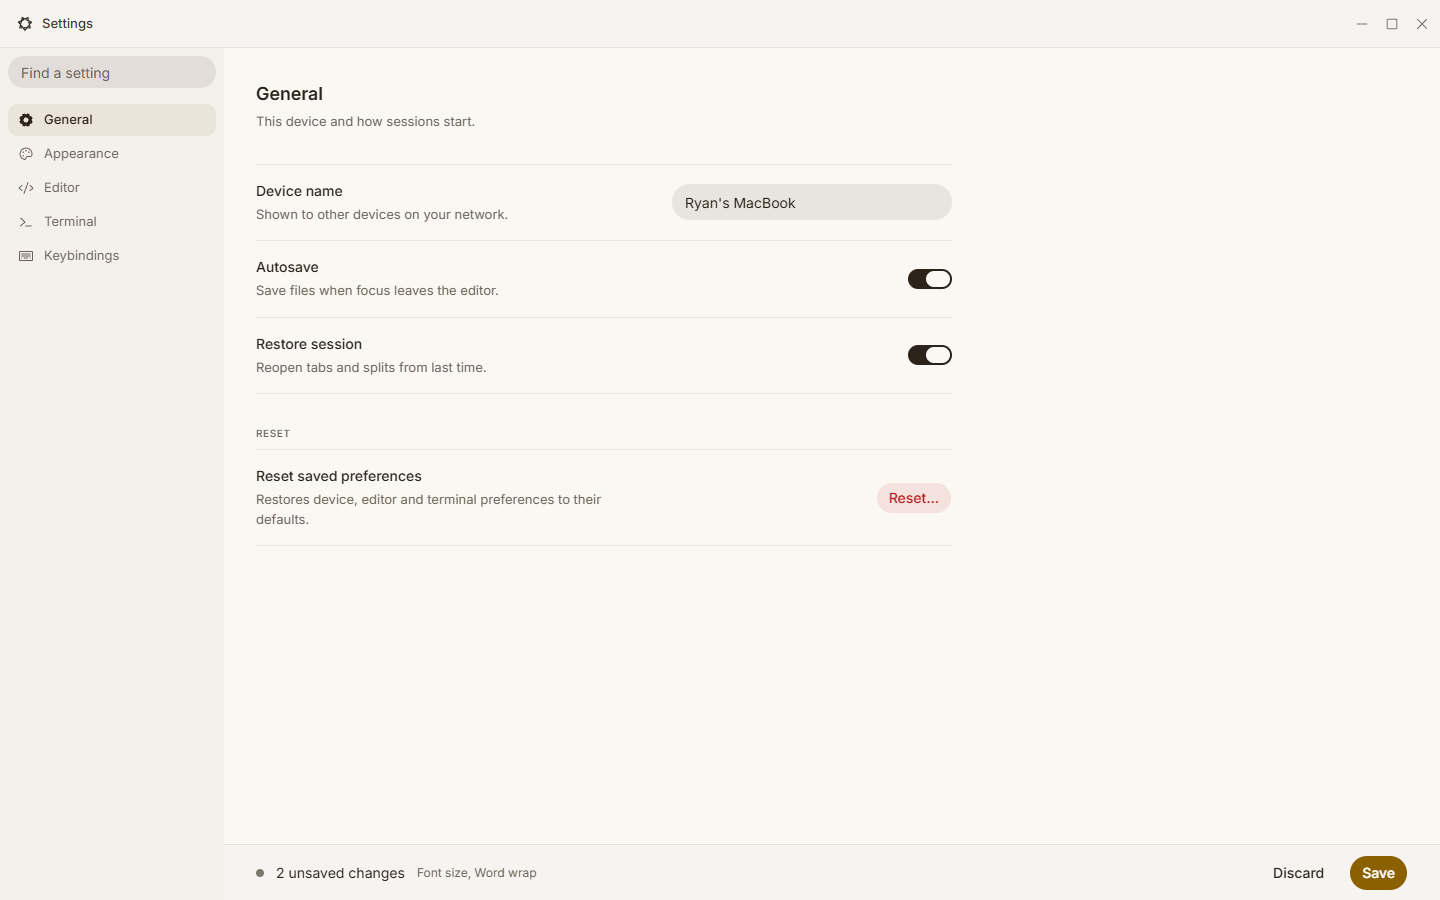 Settings
Find a setting
General
Appearance
Editor
Terminal
Keybindings
General
This device and how sessions start.
Device name
Shown to other devices on your network.
Ryan's MacBook
Autosave
Save files when focus leaves the editor.
Restore session
Reopen tabs and splits from last time.
RESET
Reset saved preferences
Restores device, editor and terminal preferences to their
defaults.
Reset...
2 unsaved changes Font size, Word wrap
Discard
Save